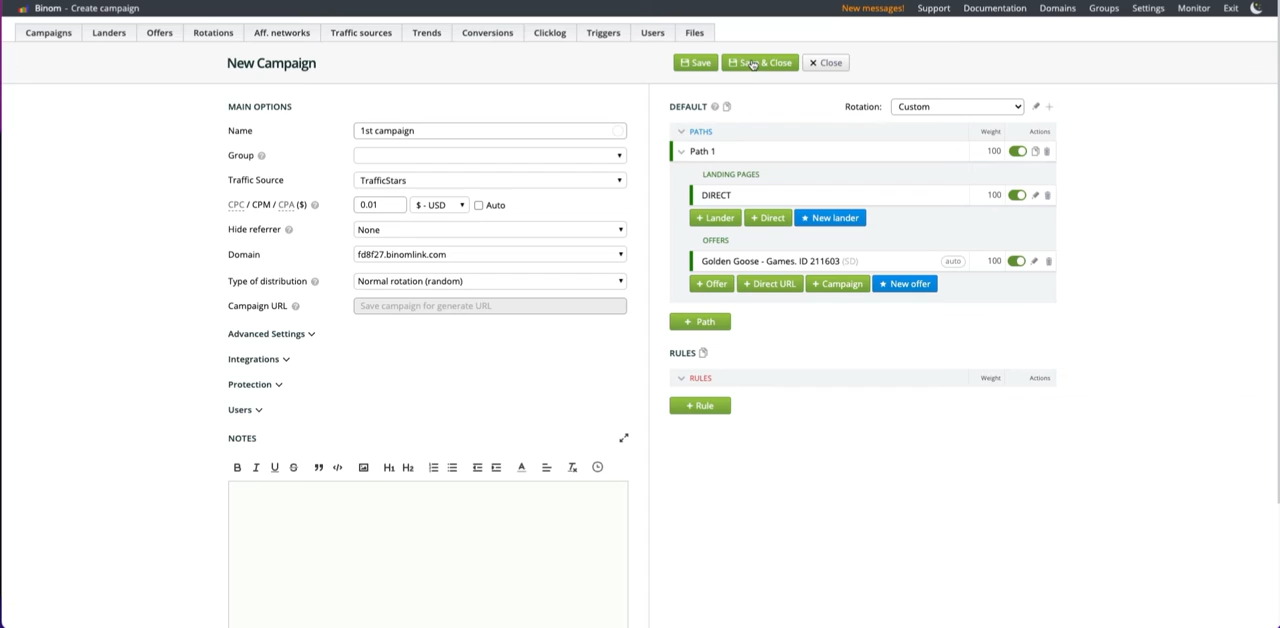 Binom - Create campaign
New messages! Support Documentation Domains Groups Settings Monitor Exit
Campaigns Landers Offers Rotations Aff. networks Traffic sources Trends Conversions Clicklog Triggers Users Files
New Campaign
Save Save & Close Close
MAIN OPTIONS
Name 1st campaign
Group
Traffic Source TrafficStars
CPC / CPM / CPA ($) 0.01 $ - USD Auto
Hide referrer None
Domain fd8f27.binomlink.com
Type of distribution Normal rotation (random)
Campaign URL Save campaign for generate URL
Advanced Settings
Integrations
Protection
Users
NOTES
B I U S H1 H2 A
DEFAULT Rotation: Custom
PATHS Weight Actions
Path 1 100
LANDING PAGES
DIRECT 100
+ Lander + Direct New lander
OFFERS
Golden Goose - Games. ID 211603 (SD) auto 100
+ Offer + Direct URL + Campaign New offer
+ Path
RULES
RULES Weight Actions
+ Rule